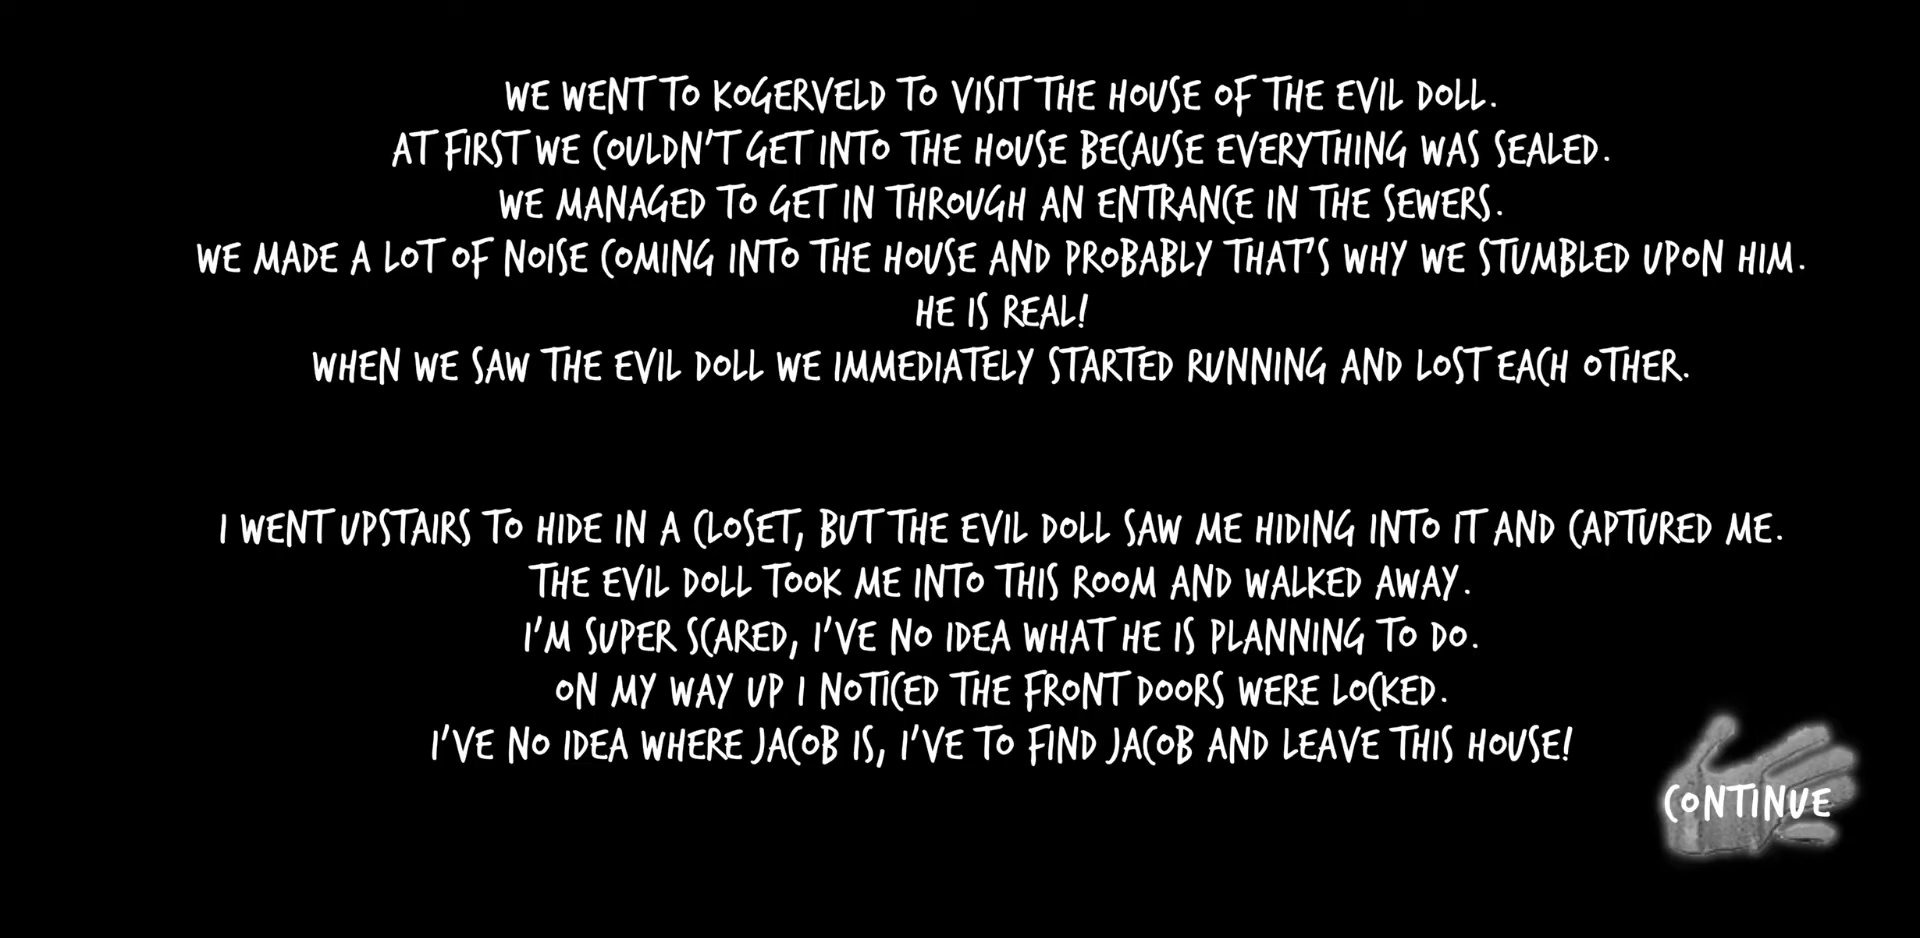 WE WENT TO KOGERVELD TO VISIT THE HOUSE OF THE EVIL DOLL.
AT FIRST WE COULDN'T GET INTO THE HOUSE BECAUSE EVERYTHING WAS SEALED.
WE MANAGED TO GET IN THROUGH AN ENTRANCE IN THE SEWERS.
WE MADE A LOT OF NOISE COMING INTO THE HOUSE AND PROBABLY THAT'S WHY WE STUMBLED UPON HIM.
HE IS REAL!
WHEN WE SAW THE EVIL DOLL WE IMMEDIATELY STARTED RUNNING AND LOST EACH OTHER.
I WENT UPSTAIRS TO HIDE IN A CLOSET, BUT THE EVIL DOLL SAW ME HIDING INTO IT AND CAPTURED ME.
THE EVIL DOLL TOOK ME INTO THIS ROOM AND WALKED AWAY.
I'M SUPER SCARED, I'VE NO IDEA WHAT HE IS PLANNING TO DO.
ON MY WAY UP I NOTICED THE FRONT DOORS WERE LOCKED.
I'VE NO IDEA WHERE JACOB IS, I'VE TO FIND JACOB AND LEAVE THIS HOUSE!
CONTINUE